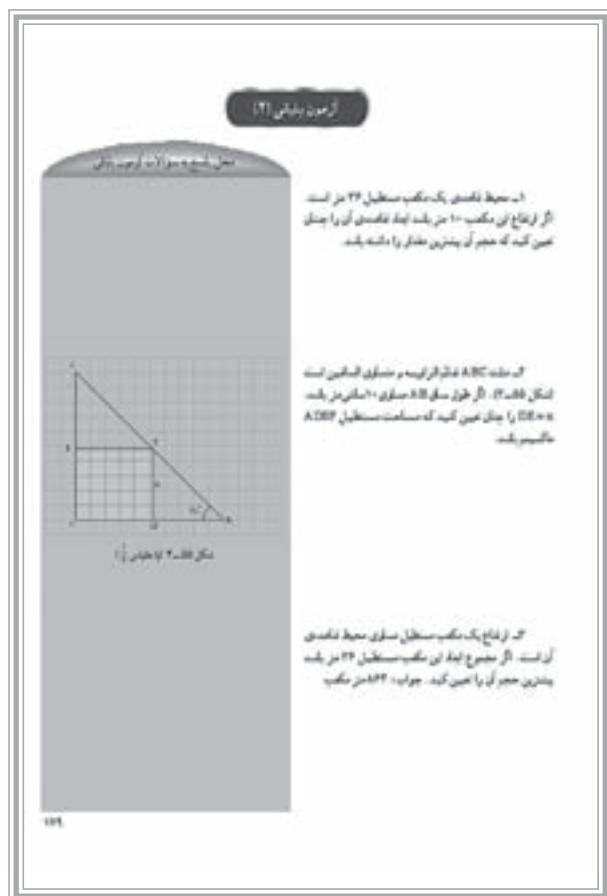 آزمون پایانی (۲)
محل پاسخ به سؤالات آزمون پایانی
۱ـ محیط قاعده‌ی یک مکعب مستطیل ۳۶ متر است.
اگر ارتفاع این مکعب ۱۰ متر باشد ابعاد قاعده‌ی آن را چنان
تعیین کنید که حجم آن بیشترین مقدار را داشته باشد.
۲ـ مثلث ABC قائم‌الزاویه و متساوی الساقین است
(شکل ۵۵ـ۲). اگر طول ساق AB مساوی ۱۰ سانتی‌متر باشد،
DE=x را چنان تعیین کنید که مساحت مستطیل ADEF
ماکسیمم باشد.
شکل ۵۵ـ۲ (با مقیاس
۳ـ ارتفاع یک مکعب مستطیل مساوی محیط قاعده‌ی
آن است. اگر مجموع ابعاد این مکعب مستطیل ۳۶ متر باشد
بیشترین حجم آن را تعیین کنید. جواب: ۸۶۴ متر مکعب